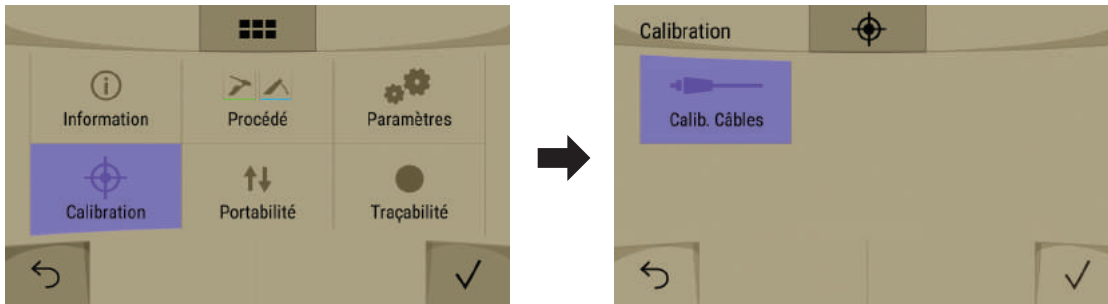 Information
Procédé
Paramètres
Calibration
Portabilité
Traçabilité
Calibration
Calib. Câbles